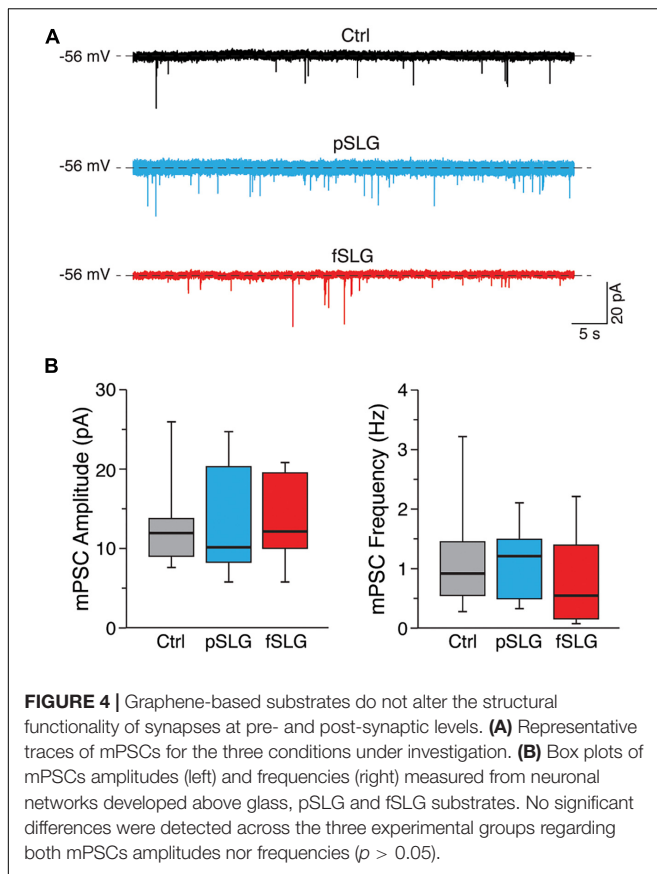 A
Ctrl
-56 mV
pSLG
-56 mV
fSLG
-56 mV
20 pA
5 s
B
mPSC Amplitude (pA)
30
20
10
0
Ctrl pSLG fSLG
mPSC Frequency (Hz)
4
3
2
1
0
Ctrl pSLG fSLG
FIGURE 4 | Graphene-based substrates do not alter the structural
functionality of synapses at pre- and post-synaptic levels. (A) Representative
traces of mPSCs for the three conditions under investigation. (B) Box plots of
mPSCs amplitudes (left) and frequencies (right) measured from neuronal
networks developed above glass, pSLG and fSLG substrates. No significant
differences were detected across the three experimental groups regarding
both mPSCs amplitudes nor frequencies (p > 0.05).